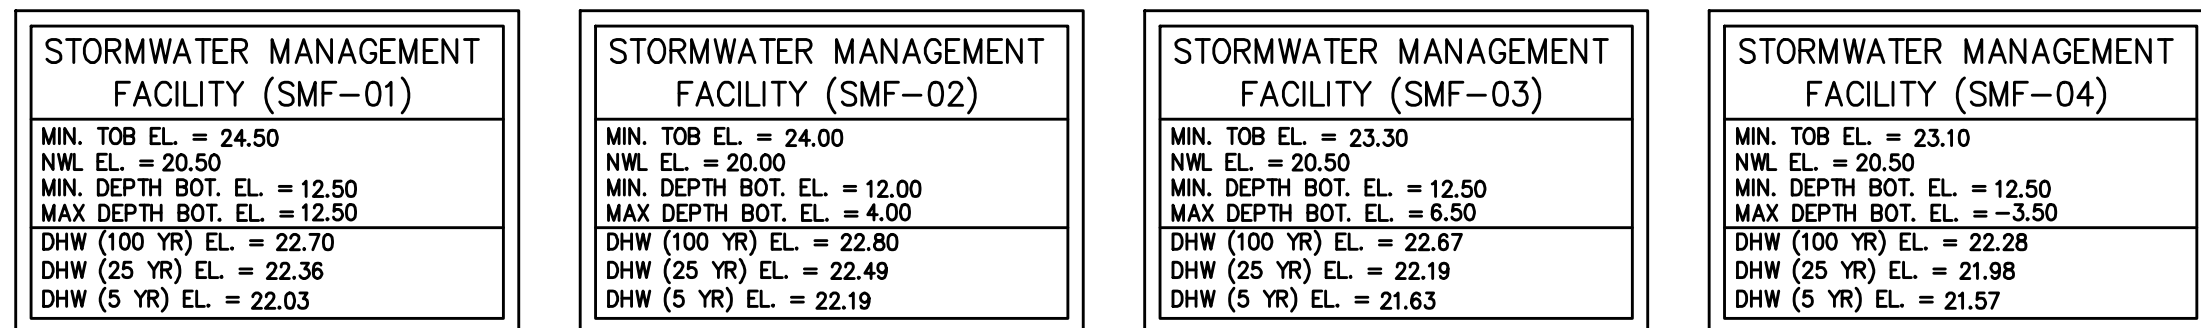 STORMWATER MANAGEMENT
FACILITY (SMF-01)
MIN. TOB EL. = 24.50
NWL EL. = 20.50
MIN. DEPTH BOT. EL. = 12.50
MAX DEPTH BOT. EL. = 12.50
DHW (100 YR) EL. = 22.70
DHW (25 YR) EL. = 22.36
DHW (5 YR) EL. = 22.03
STORMWATER MANAGEMENT
FACILITY (SMF-02)
MIN. TOB EL. = 24.00
NWL EL. = 20.00
MIN. DEPTH BOT. EL. = 12.00
MAX DEPTH BOT. EL. = 4.00
DHW (100 YR) EL. = 22.80
DHW (25 YR) EL. = 22.49
DHW (5 YR) EL. = 22.19
STORMWATER MANAGEMENT
FACILITY (SMF-03)
MIN. TOB EL. = 23.30
NWL EL. = 20.50
MIN. DEPTH BOT. EL. = 12.50
MAX DEPTH BOT. EL. = 6.50
DHW (100 YR) EL. = 22.67
DHW (25 YR) EL. = 22.19
DHW (5 YR) EL. = 21.63
STORMWATER MANAGEMENT
FACILITY (SMF-04)
MIN. TOB EL. = 23.10
NWL EL. = 20.50
MIN. DEPTH BOT. EL. = 12.50
MAX DEPTH BOT. EL. = -3.50
DHW (100 YR) EL. = 22.28
DHW (25 YR) EL. = 21.98
DHW (5 YR) EL. = 21.57